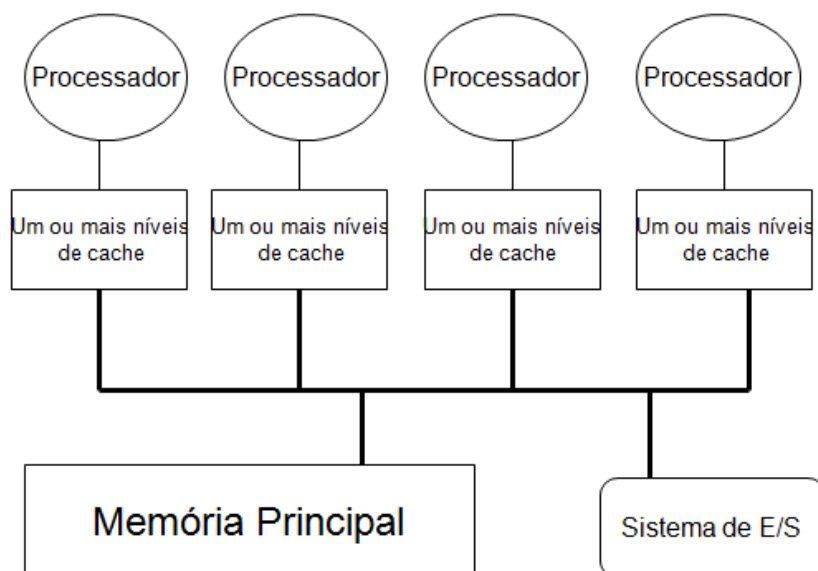 Processador
Processador
Processador
Processador
Um ou mais níveis
de cache
Um ou mais níveis
de cache
Um ou mais níveis
de cache
Um ou mais níveis
de cache
Memória Principal
Sistema de E/S